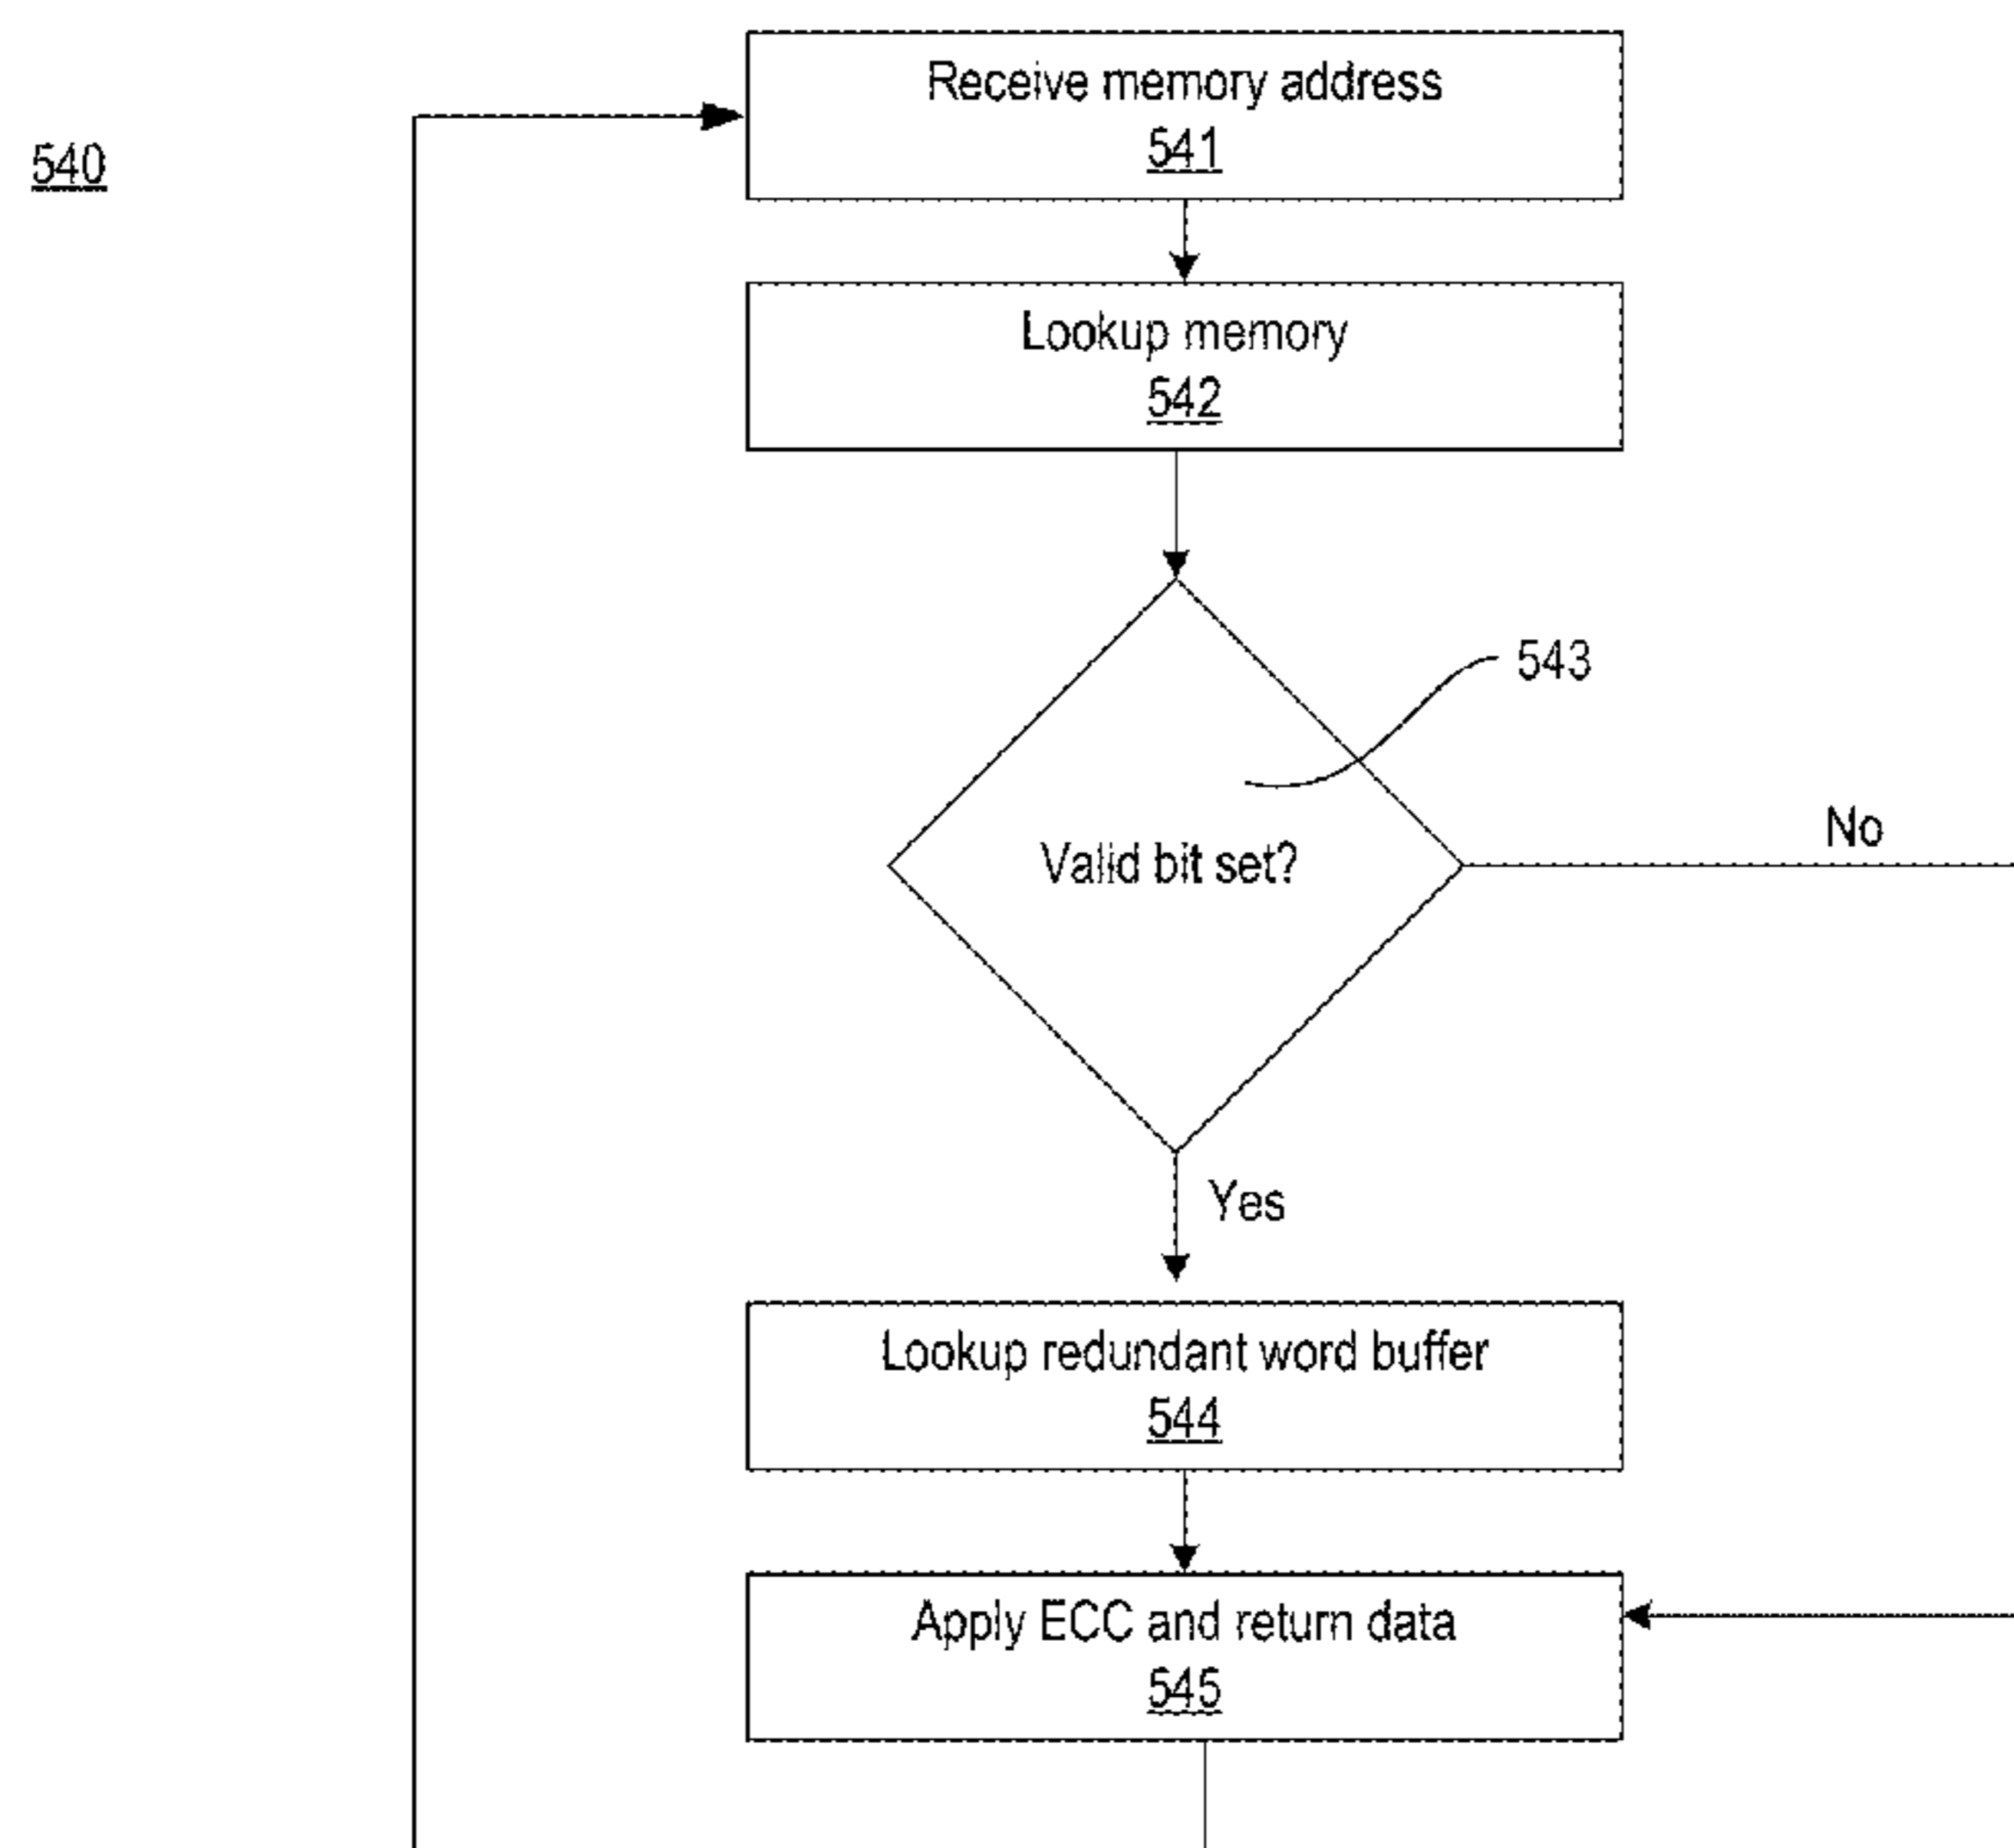 540
Receive memory address
541
Lookup memory
542
543
Valid bit set?
No
Yes
Lookup redundant word buffer
544
Apply ECC and return data
545